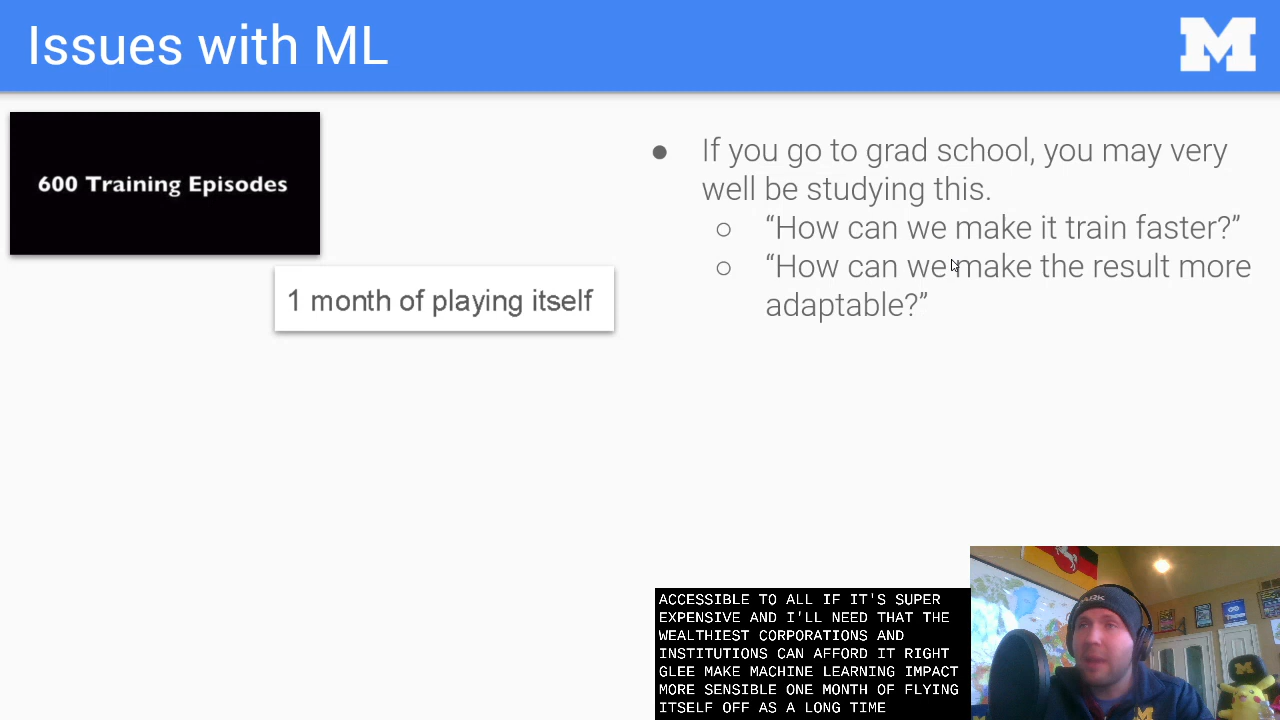 Issues with ML
M
600 Training Episodes
1 month of playing itself
● If you go to grad school, you may very
well be studying this.
○ “How can we make it train faster?”
○ “How can we make the result more
adaptable?”
ACCESSIBLE TO ALL IF IT'S SUPER
EXPENSIVE AND I'LL NEED THAT THE
WEALTHIEST CORPORATIONS AND
INSTITUTIONS CAN AFFORD IT RIGHT
GLEE MAKE MACHINE LEARNING IMPACT
MORE SENSIBLE ONE MONTH OF FLYING
ITSELF OFF AS A LONG TIME
M
M